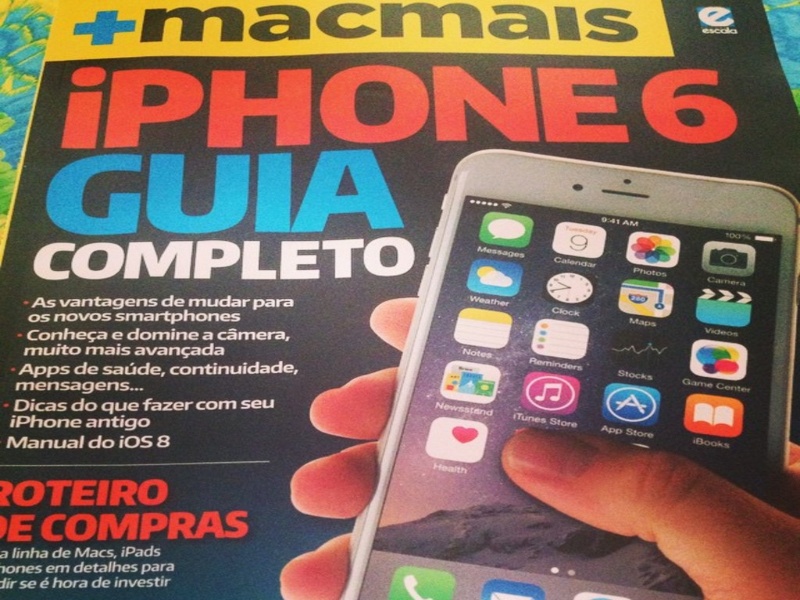 +macmais
e
escala
iPHONE 6
GUIA
COMPLETO
· As vantagens de mudar para
os novos smartphones
· Conheça e domine a câmera,
muito mais avançada
· Apps de saúde, continuidade,
mensagens...
· Dicas do que fazer com seu
iPhone antigo
Manual do iOS 8
ROTEIRO
DE COMPRAS
a linha de Macs, iPads
hones em detalhes para
dir se é hora de investir
9:41 AM
100%
Messages
Tuesday
9
Calendar
Photos
Camera
Weather
Clock
280
Maps
Videos
Notes
Reminders
Stocks
Game Center
Newsstand
iTunes Store
App Store
iBooks
Health